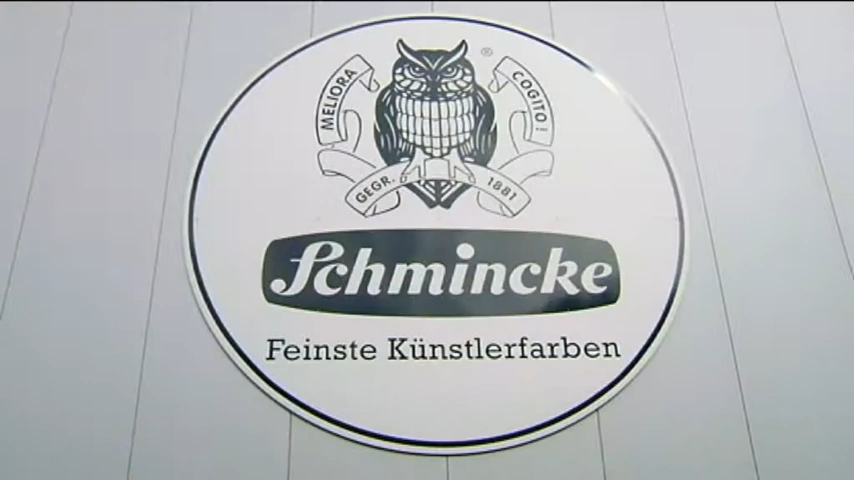 MELIORA
COGITO
®
GEGR. 1881
Schmincke
Feinste Künstlerfarben